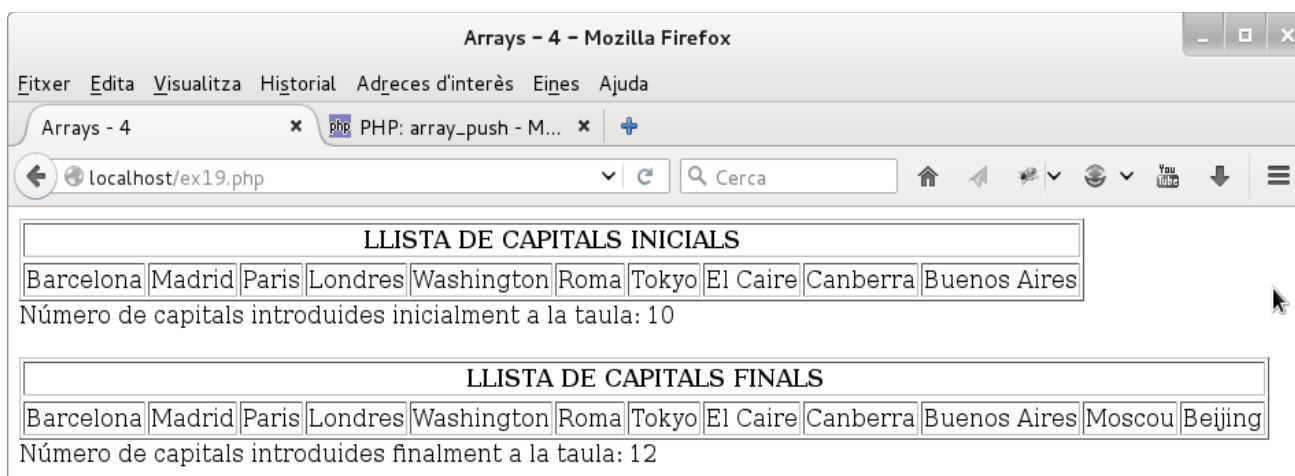 Arrays - 4 - Mozilla Firefox
Fitxer Edita Visualitza Historial Adreces d'interès Eines Ajuda
Arrays - 4
php PHP: array_push - M...
localhost/ex19.php
Cerca
You Tube
LLISTA DE CAPITALS INICIALS
Barcelona Madrid Paris Londres Washington Roma Tokyo El Caire Canberra Buenos Aires
Número de capitals introduides inicialment a la taula: 10
LLISTA DE CAPITALS FINALS
Barcelona Madrid Paris Londres Washington Roma Tokyo El Caire Canberra Buenos Aires Moscou Beijing
Número de capitals introduides finalment a la taula: 12